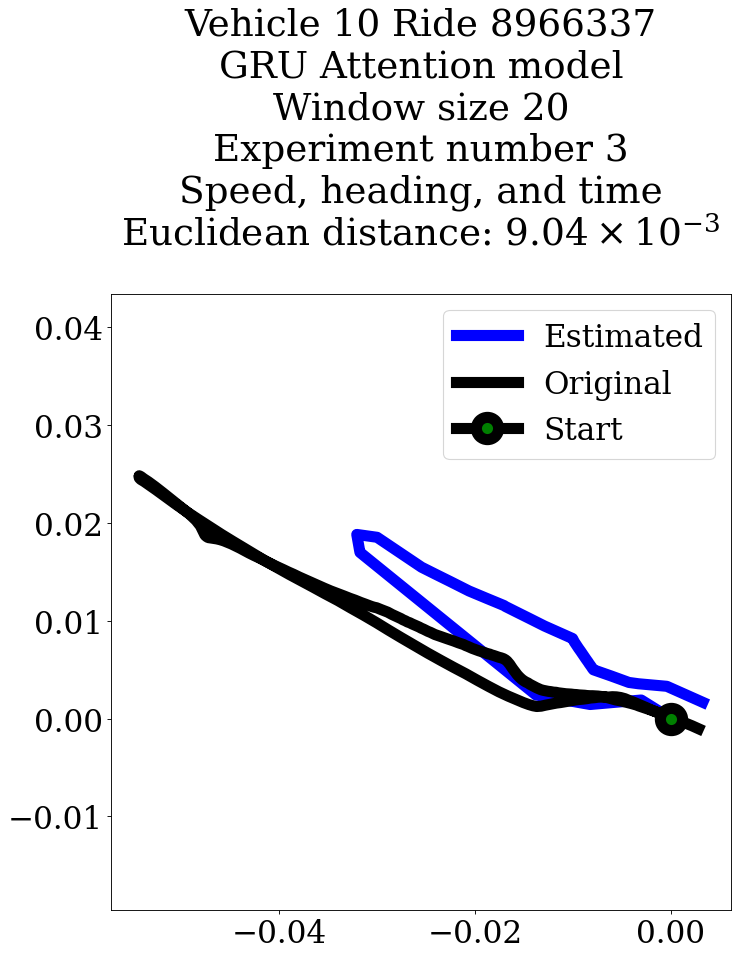 Vehicle 10 Ride 8966337
GRU Attention model
Window size 20
Experiment number 3
Speed, heading, and time
Euclidean distance: 9.04 × 10⁻³
Estimated
Original
Start
0.04
0.03
0.02
0.01
0.00
−0.01
−0.04
−0.02
0.00